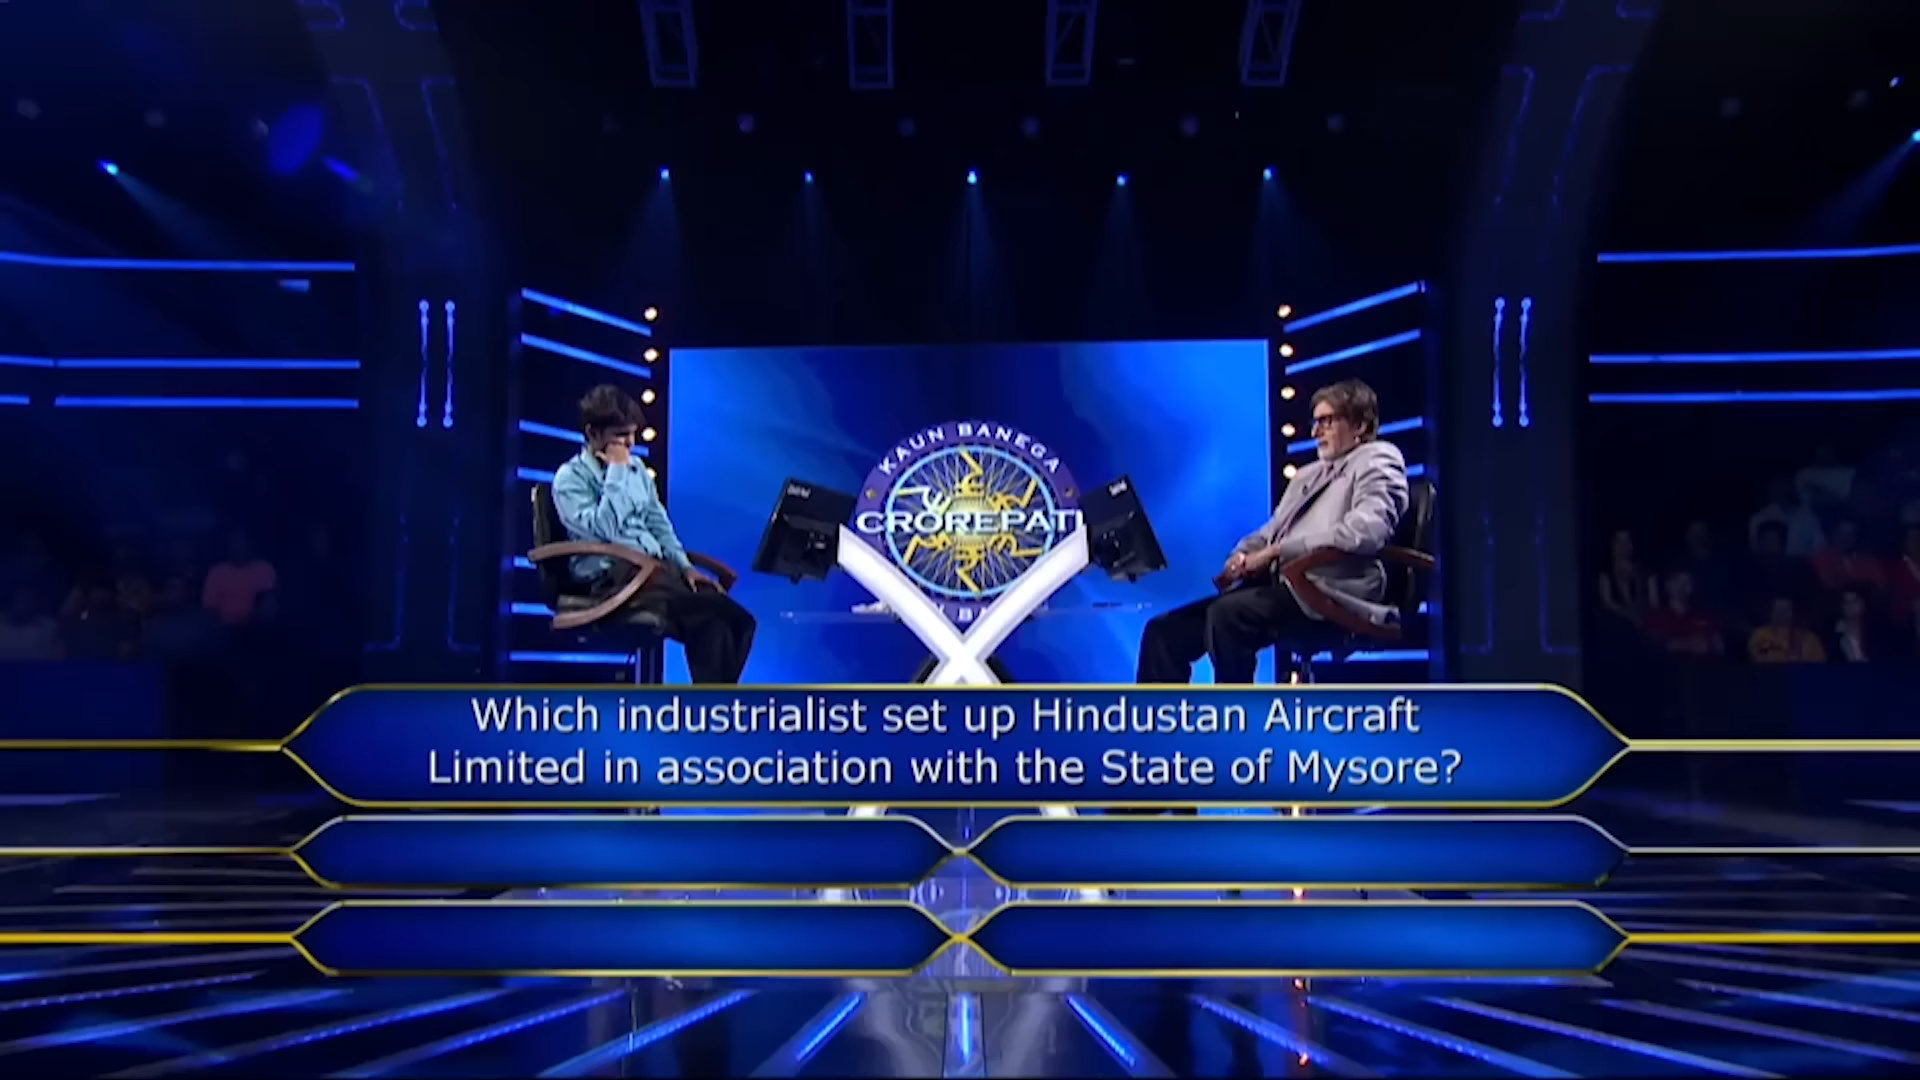 KAUN BANEGA
CROREPATI
Which industrialist set up Hindustan Aircraft
Limited in association with the State of Mysore?